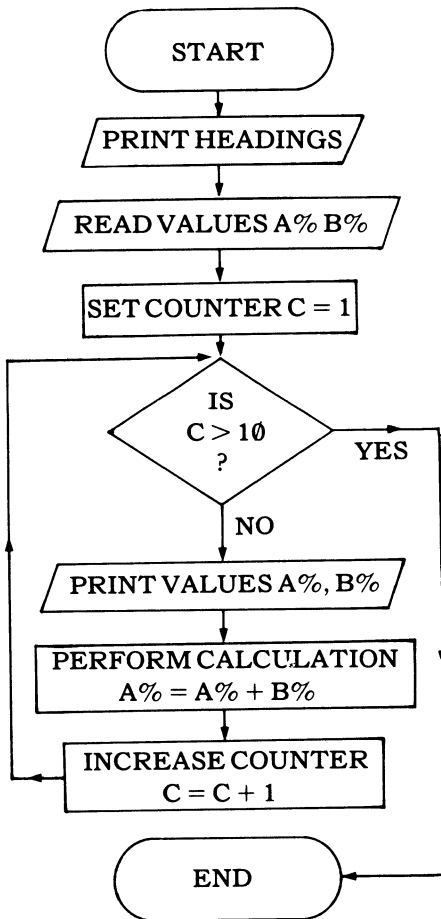 START
PRINT HEADINGS
READ VALUES A% B%
SET COUNTER C = 1
IS
C > 10
?
YES
NO
PRINT VALUES A%, B%
PERFORM CALCULATION
A% = A% + B%
INCREASE COUNTER
C = C + 1
END